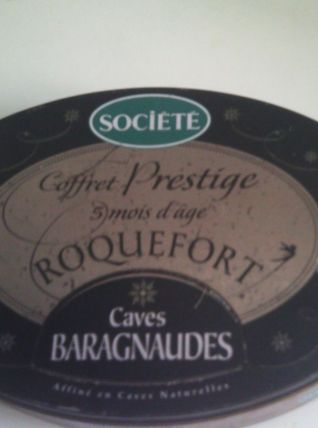 SOCIÉTÉ
Coffret Prestige
5 mois d'âge
ROQUEFORT
Caves
BARAGNAUDES
Affiné en Caves Naturelles